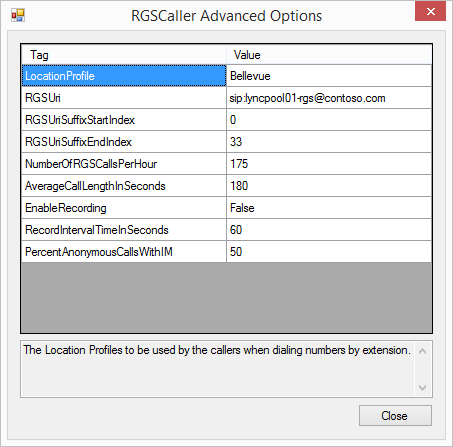 RGSCaller Advanced Options
Tag Value
LocationProfile Bellevue
RGSUri sip:lyncpool01-rgs@contoso.com
RGSUriSuffixStartIndex 0
RGSUriSuffixEndIndex 33
NumberOfRGSCallsPerHour 175
AverageCallLengthInSeconds 180
EnableRecording False
RecordIntervalTimeInSeconds 60
PercentAnonymousCallsWithIM 50
The Location Profiles to be used by the callers when dialing numbers by extension.
Close